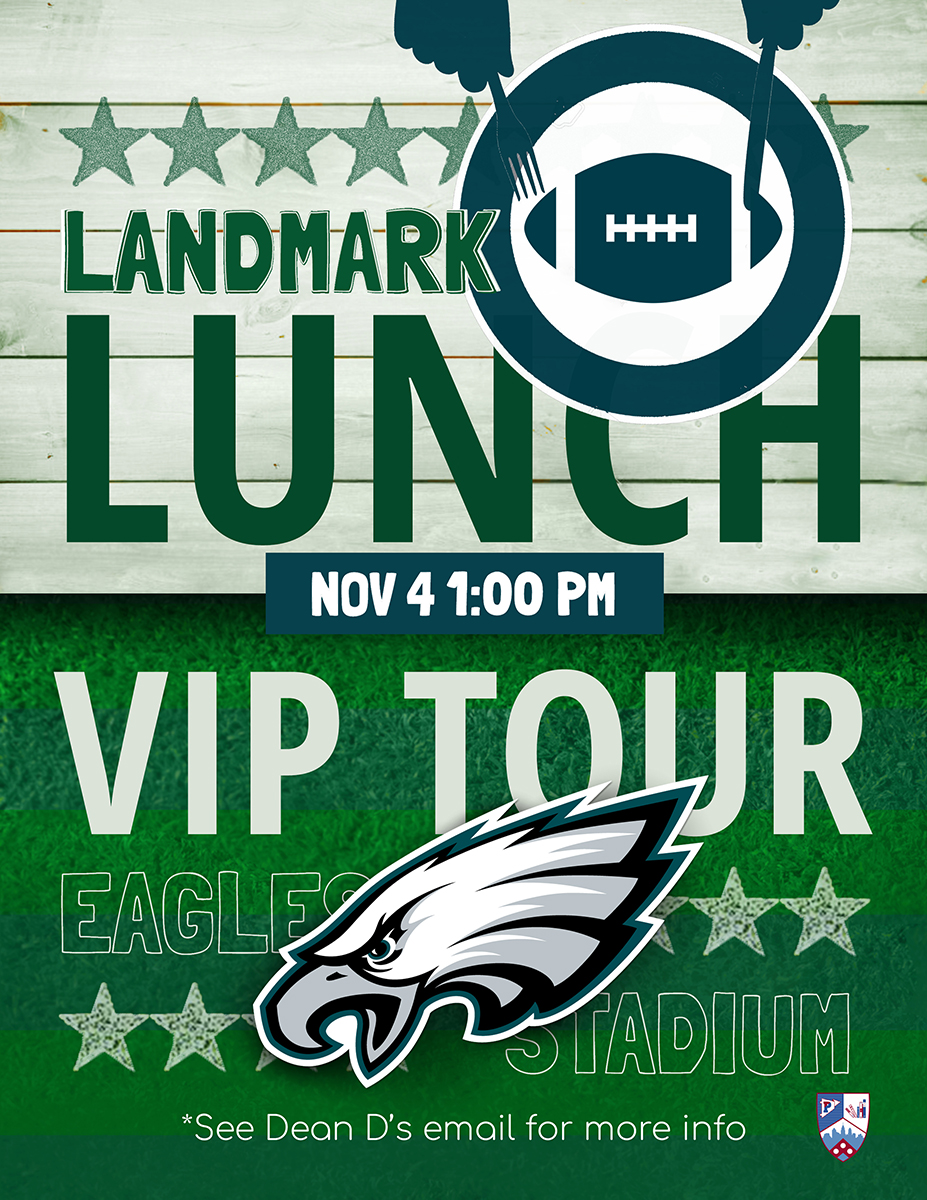 LANDMARK
LUNCH
NOV 4 1:00 PM
VIP TOUR
EAGLES
STADIUM
*See Dean D's email for more info
P